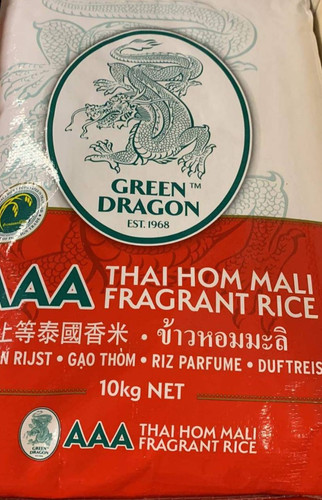 GREEN™
DRAGON
EST. 1968
AAA THAI HOM MALI
FRAGRANT RICE
上等泰國香米 • ข้าวหอมมะลิ
RIJST • GẠO THƠM • RIZ PARFUME • DUFTREIS
10kg NET
GREEN
DRAGON
AAA THAI HOM MALI
FRAGRANT RICE